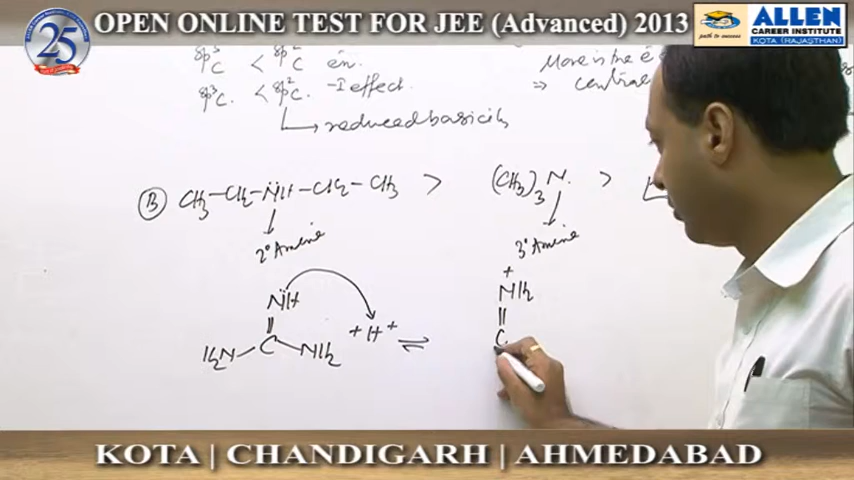 OPEN ONLINE TEST FOR JEE (Advanced) 2013
25
ALLEN
CAREER INSTITUTE
KOTA (RAJASTHAN)
path to success
sp³C < sp²C en.
sp³C. < sp²C. -I effect.
→ reduced basicity
More is the e
⇒ central
B CH3-CH2-N̈H-CH2-CH3 > (CH3)3N. >
2° Amine
3° Amine
N̈H
||
H2N-C-NH2 + H+ ⇌
+
NH2
||
C
KOTA | CHANDIGARH | AHMEDABAD